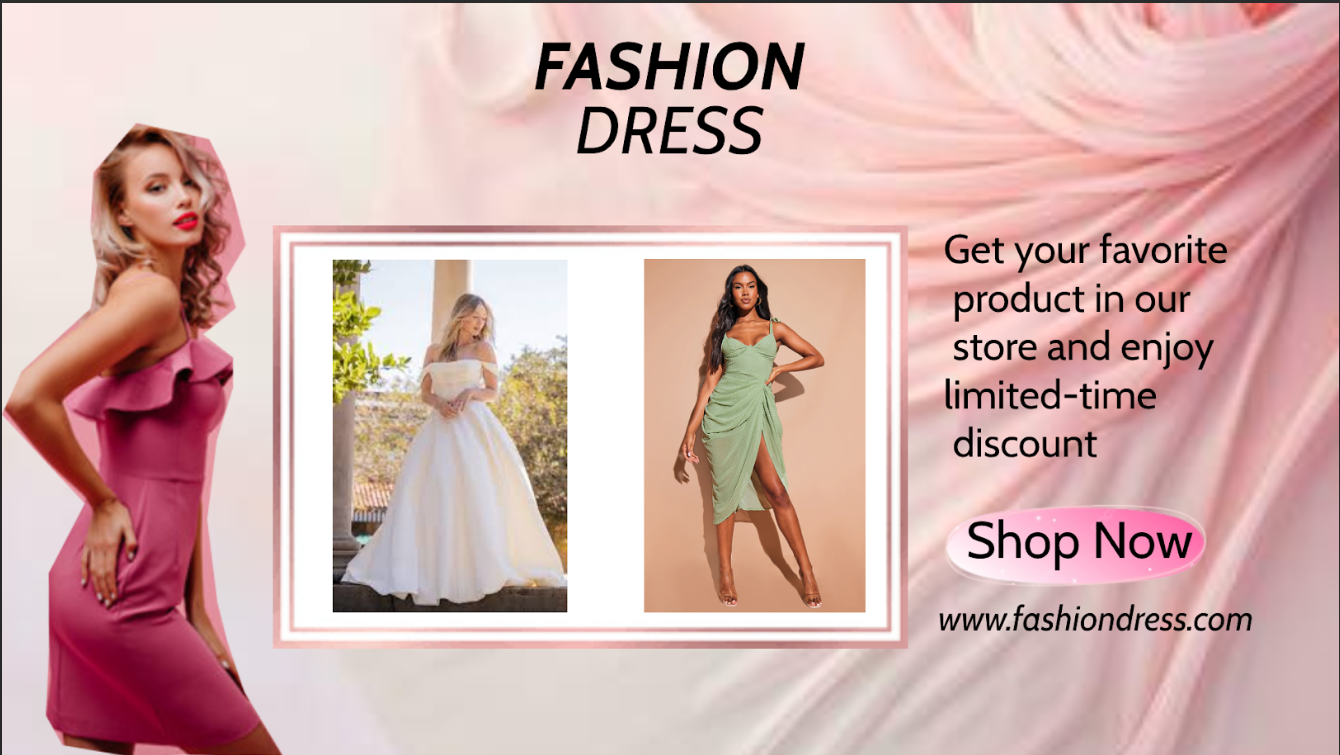 FASHION
DRESS
Get your favorite
product in our
store and enjoy
limited-time
discount
Shop Now
www.fashiondress.com